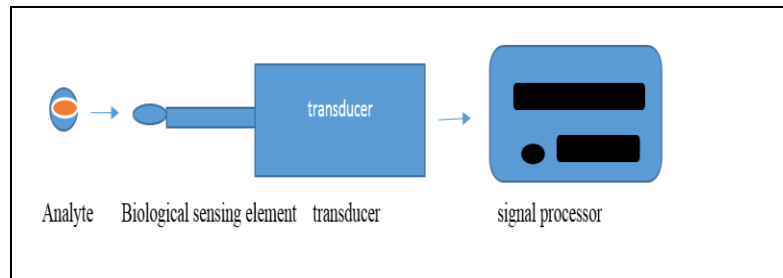 transducer
Analyte Biological sensing element transducer signal processor